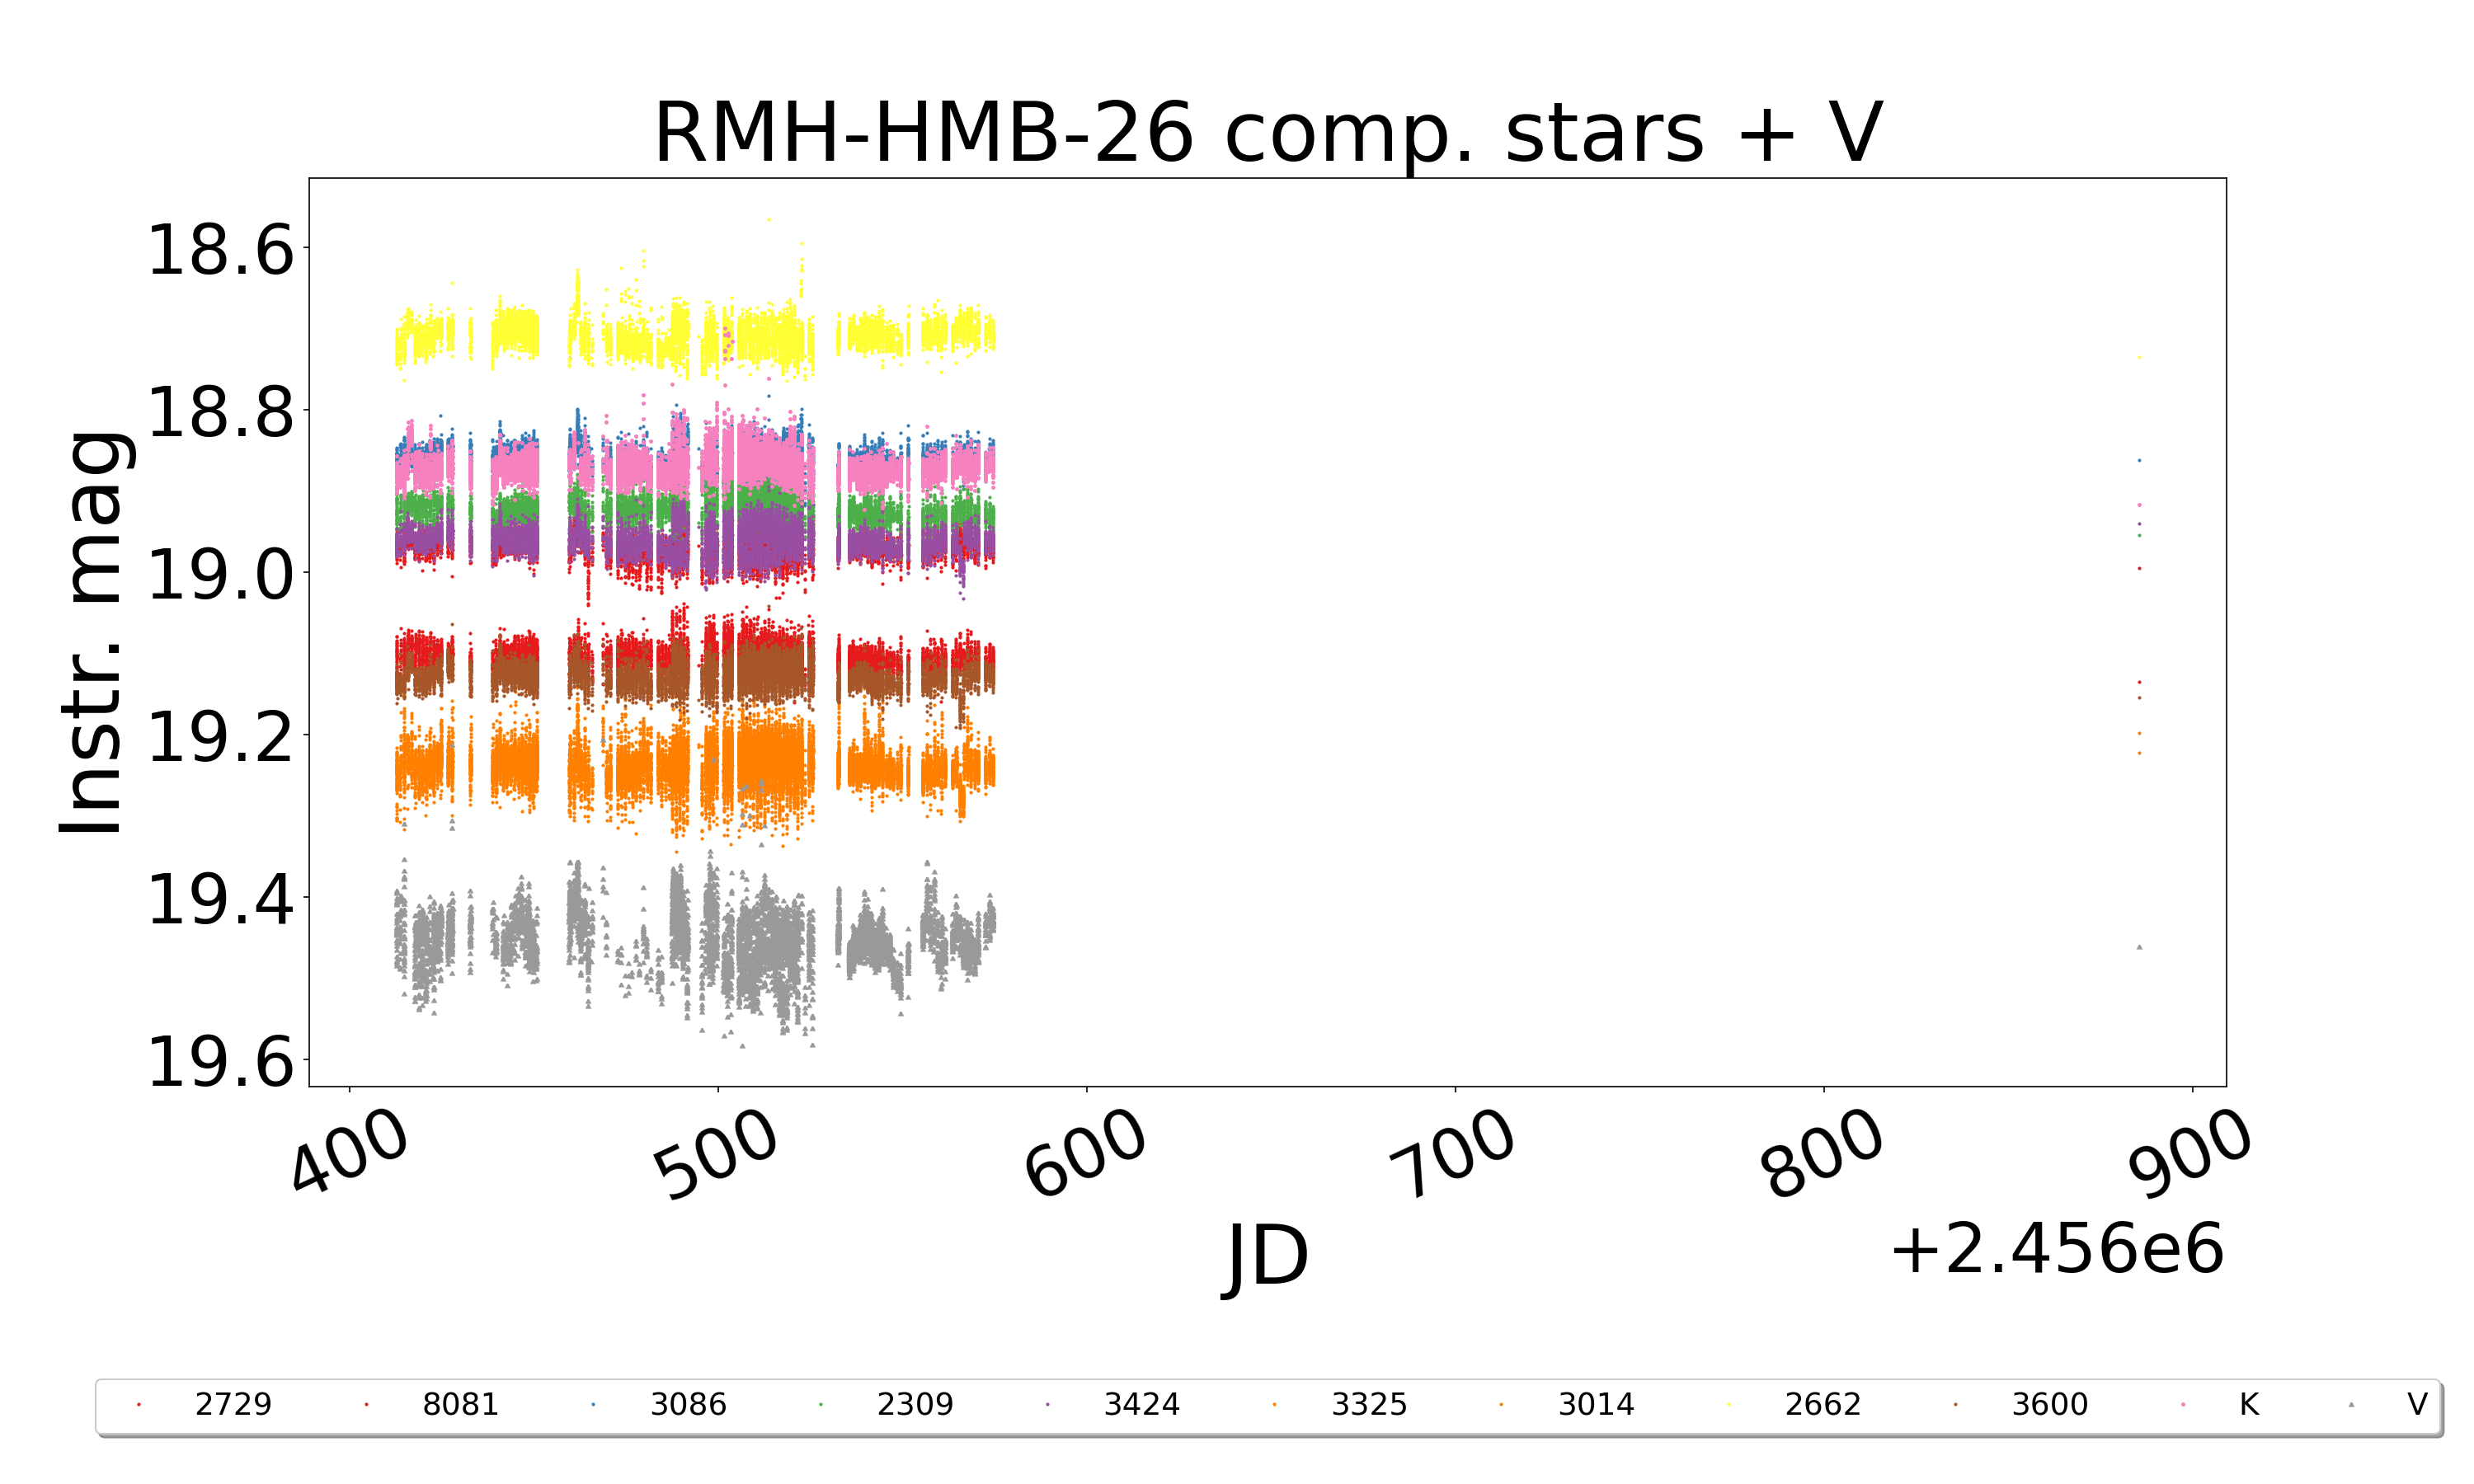 RMH-HMB-26 comp. stars + V
Instr. mag
18.6
18.8
19.0
19.2
19.4
19.6
400 500 600 700 800 900
JD
+2.456e6
2729 8081 3086 2309 3424 3325 3014 2662 3600 K V